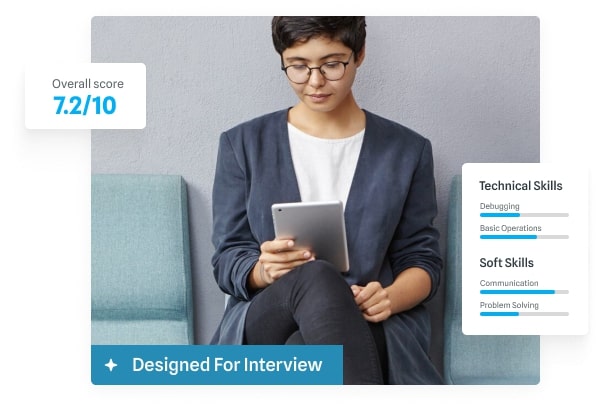 Overall score
7.2/10
Technical Skills
Debugging
Basic Operations
Soft Skills
Communication
Problem Solving
Designed For Interview